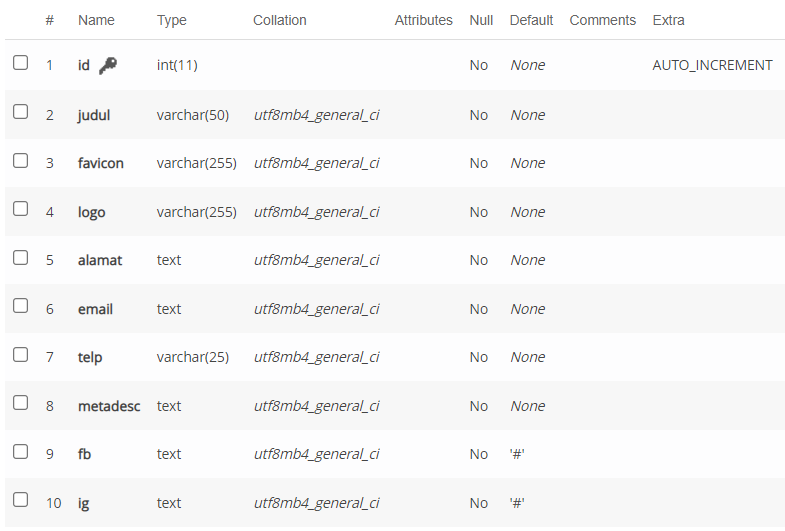 # Name Type Collation Attributes Null Default Comments Extra
1 id int(11) No None AUTO_INCREMENT
2 judul varchar(50) utf8mb4_general_ci No None
3 favicon varchar(255) utf8mb4_general_ci No None
4 logo varchar(255) utf8mb4_general_ci No None
5 alamat text utf8mb4_general_ci No None
6 email text utf8mb4_general_ci No None
7 telp varchar(25) utf8mb4_general_ci No None
8 metadesc text utf8mb4_general_ci No None
9 fb text utf8mb4_general_ci No '#'
10 ig text utf8mb4_general_ci No '#'